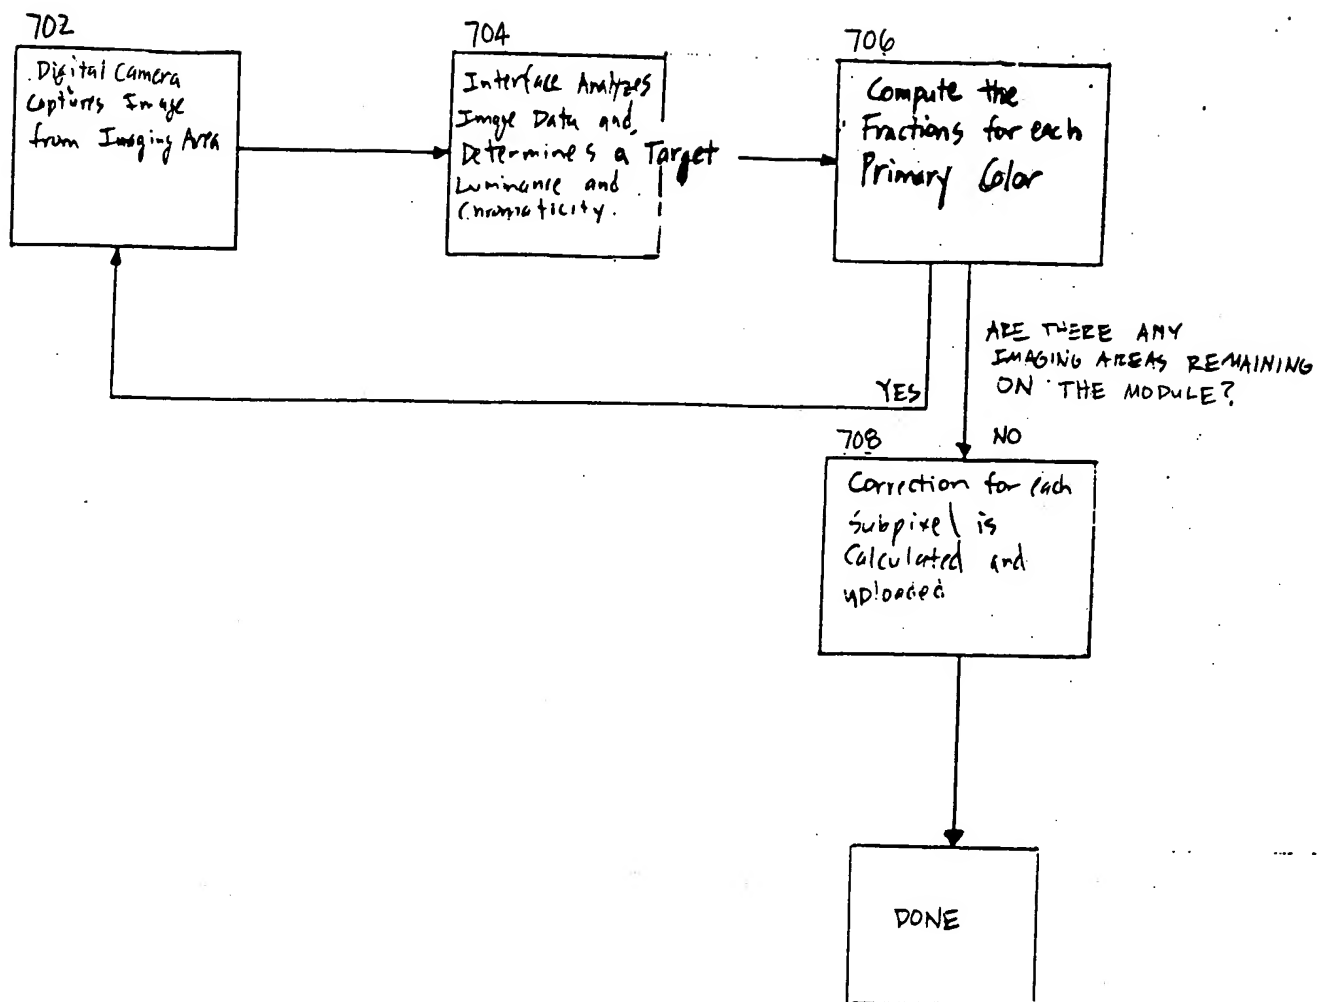 702
Digital Camera
Captures Image
from Imaging Area
704
Interface Analyzes
Image Data and
Determines a Target
Luminance and
Chromaticity.
706
Compute the
Fractions for each
Primary Color
ARE THERE ANY
IMAGING AREAS REMAINING
ON THE MODULE?
YES
NO
708
Correction for each
Subpixel is
Calculated and
uploaded
DONE